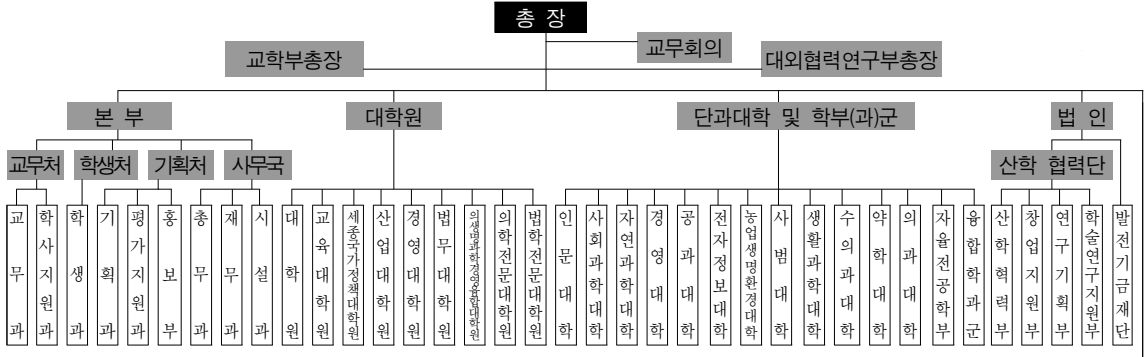 총 장
교무회의
교학부총장
대외협력연구부총장
본 부
대학원
단과대학 및 학부(과)군
법 인
교무처
학생처
기획처
사무국
산학 협력단
교무과
학사지원과
학생과
기획과
평가지원과
홍보부
총무과
재무과
시설과
대학원
교육대학원
세종국가정책대학원
산업대학원
경영대학원
법무대학원
의생명과학경영융합대학원
의학전문대학원
법학전문대학원
인문대학
사회과학대학
자연과학대학
경영대학
공과대학
전자정보대학
농업생명환경대학
사범대학
생활과학대학
수의과대학
약학대학
의과대학
자율전공학부
융합학과군
산학협력부
창업지원부
연구기획부
학술연구지원부
발전기금재단